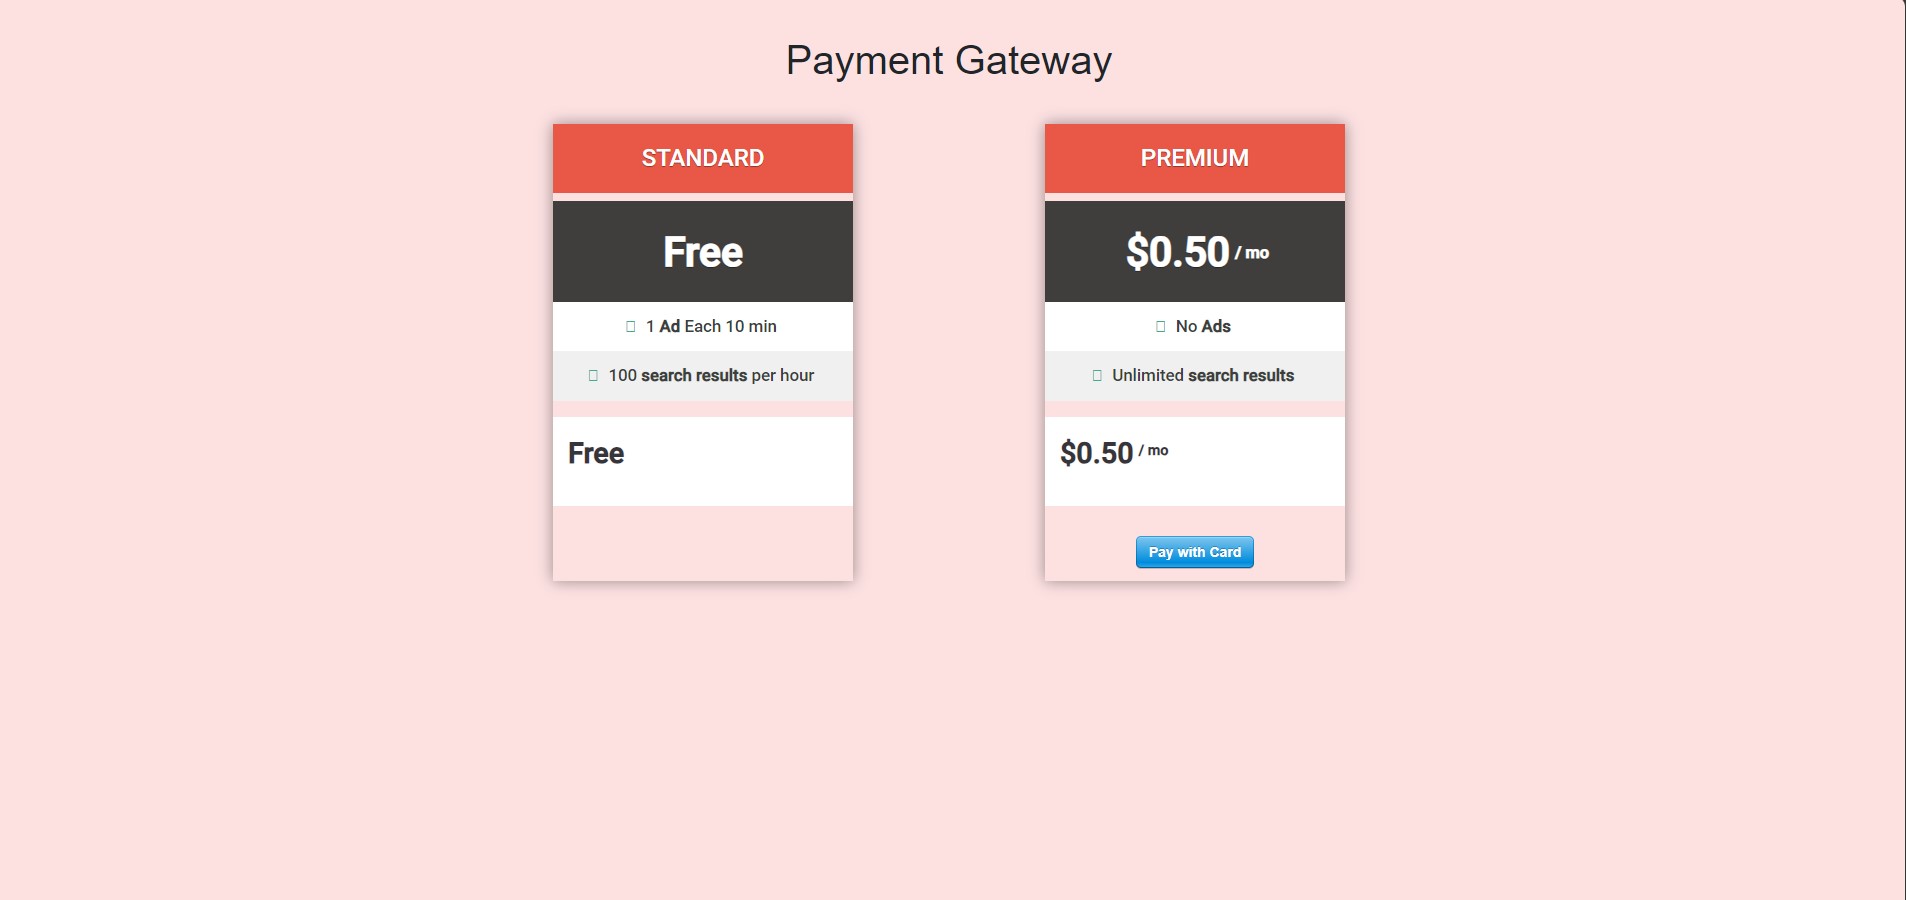 Payment Gateway
STANDARD
Free
1 Ad Each 10 min
100 search results per hour
Free
PREMIUM
$0.50 / mo
No Ads
Unlimited search results
$0.50 / mo
Pay with Card